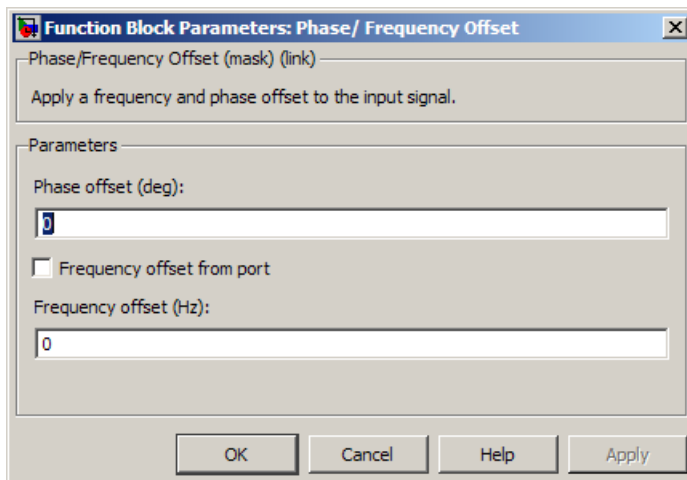 Function Block Parameters: Phase/ Frequency Offset
Phase/Frequency Offset (mask) (link)
Apply a frequency and phase offset to the input signal.
Parameters
Phase offset (deg):
0
Frequency offset from port
Frequency offset (Hz):
0
OK Cancel Help Apply